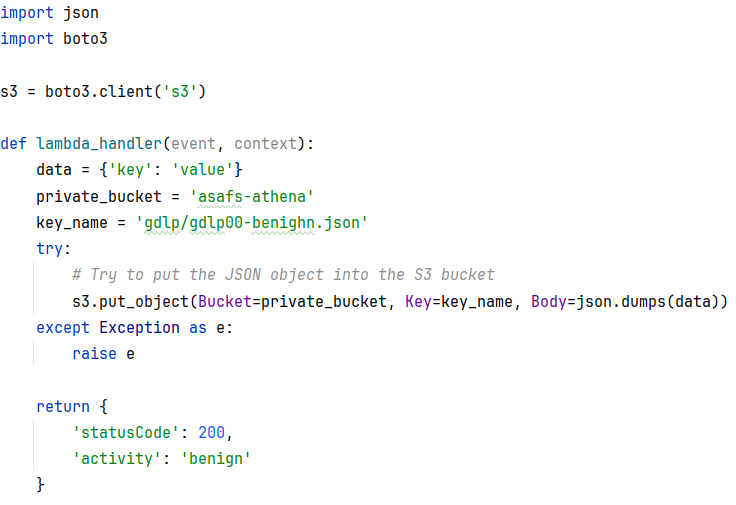 import json
import boto3
s3 = boto3.client('s3')
def lambda_handler(event, context):
    data = {'key': 'value'}
    private_bucket = 'asafs-athena'
    key_name = 'gdlp/gdlp00-benighn.json'
    try:
        # Try to put the JSON object into the S3 bucket
        s3.put_object(Bucket=private_bucket, Key=key_name, Body=json.dumps(data))
    except Exception as e:
        raise e
    return {
        'statusCode': 200,
        'activity': 'benign'
    }